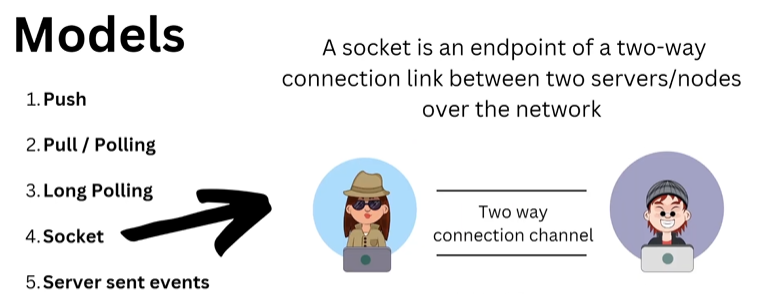 Models
1. Push
2. Pull / Polling
3. Long Polling
4. Socket
5. Server sent events
A socket is an endpoint of a two-way
connection link between two servers/nodes
over the network
Two way
connection channel